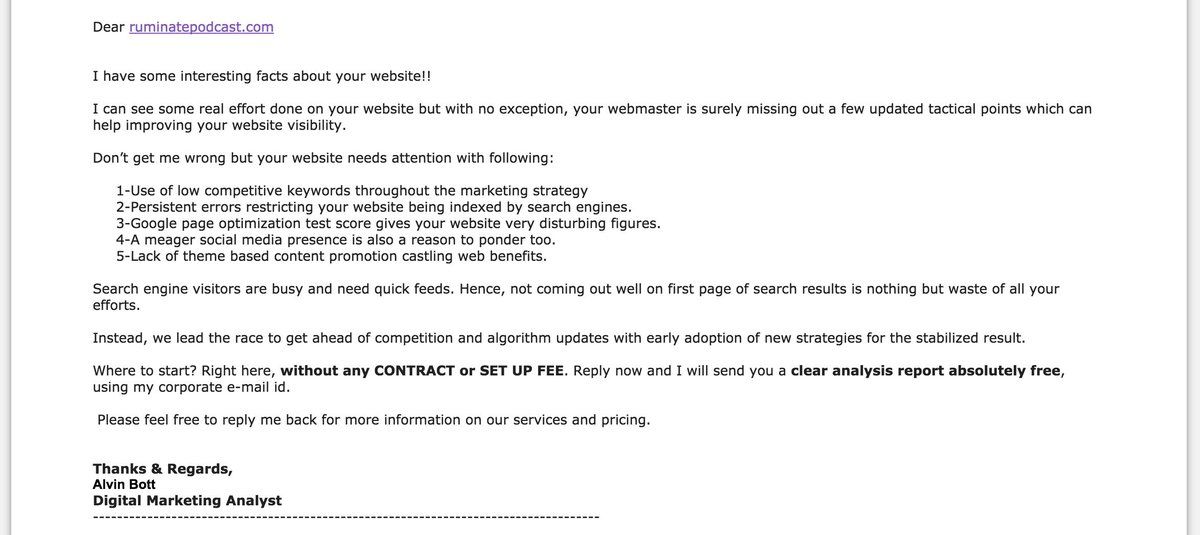 Dear ruminatepodcast.com
I have some interesting facts about your website!!
I can see some real effort done on your website but with no exception, your webmaster is surely missing out a few updated tactical points which can
help improving your website visibility.
Don’t get me wrong but your website needs attention with following:
1-Use of low competitive keywords throughout the marketing strategy
2-Persistent errors restricting your website being indexed by search engines.
3-Google page optimization test score gives your website very disturbing figures.
4-A meager social media presence is also a reason to ponder too.
5-Lack of theme based content promotion castling web benefits.
Search engine visitors are busy and need quick feeds. Hence, not coming out well on first page of search results is nothing but waste of all your
efforts.
Instead, we lead the race to get ahead of competition and algorithm updates with early adoption of new strategies for the stabilized result.
Where to start? Right here, without any CONTRACT or SET UP FEE. Reply now and I will send you a clear analysis report absolutely free,
using my corporate e-mail id.
Please feel free to reply me back for more information on our services and pricing.
Thanks & Regards,
Alvin Bott
Digital Marketing Analyst
------------------------------------------------------------------------------------